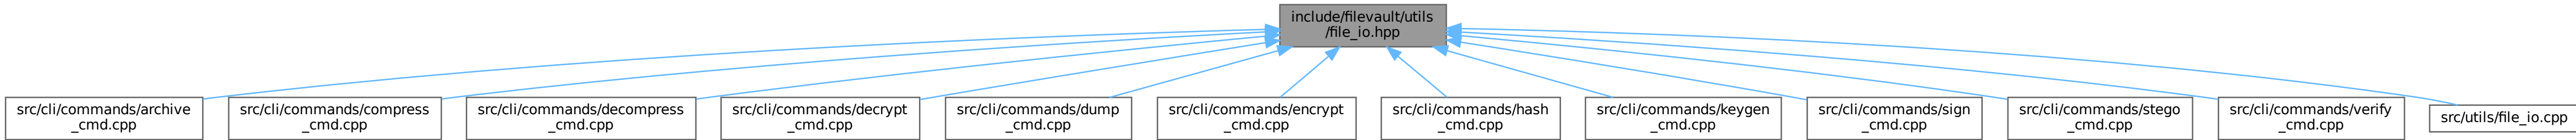 include/filevault/utils
/file_io.hpp
src/cli/commands/archive
_cmd.cpp
src/cli/commands/compress
_cmd.cpp
src/cli/commands/decompress
_cmd.cpp
src/cli/commands/decrypt
_cmd.cpp
src/cli/commands/dump
_cmd.cpp
src/cli/commands/encrypt
_cmd.cpp
src/cli/commands/hash
_cmd.cpp
src/cli/commands/keygen
_cmd.cpp
src/cli/commands/sign
_cmd.cpp
src/cli/commands/stego
_cmd.cpp
src/cli/commands/verify
_cmd.cpp
src/utils/file_io.cpp